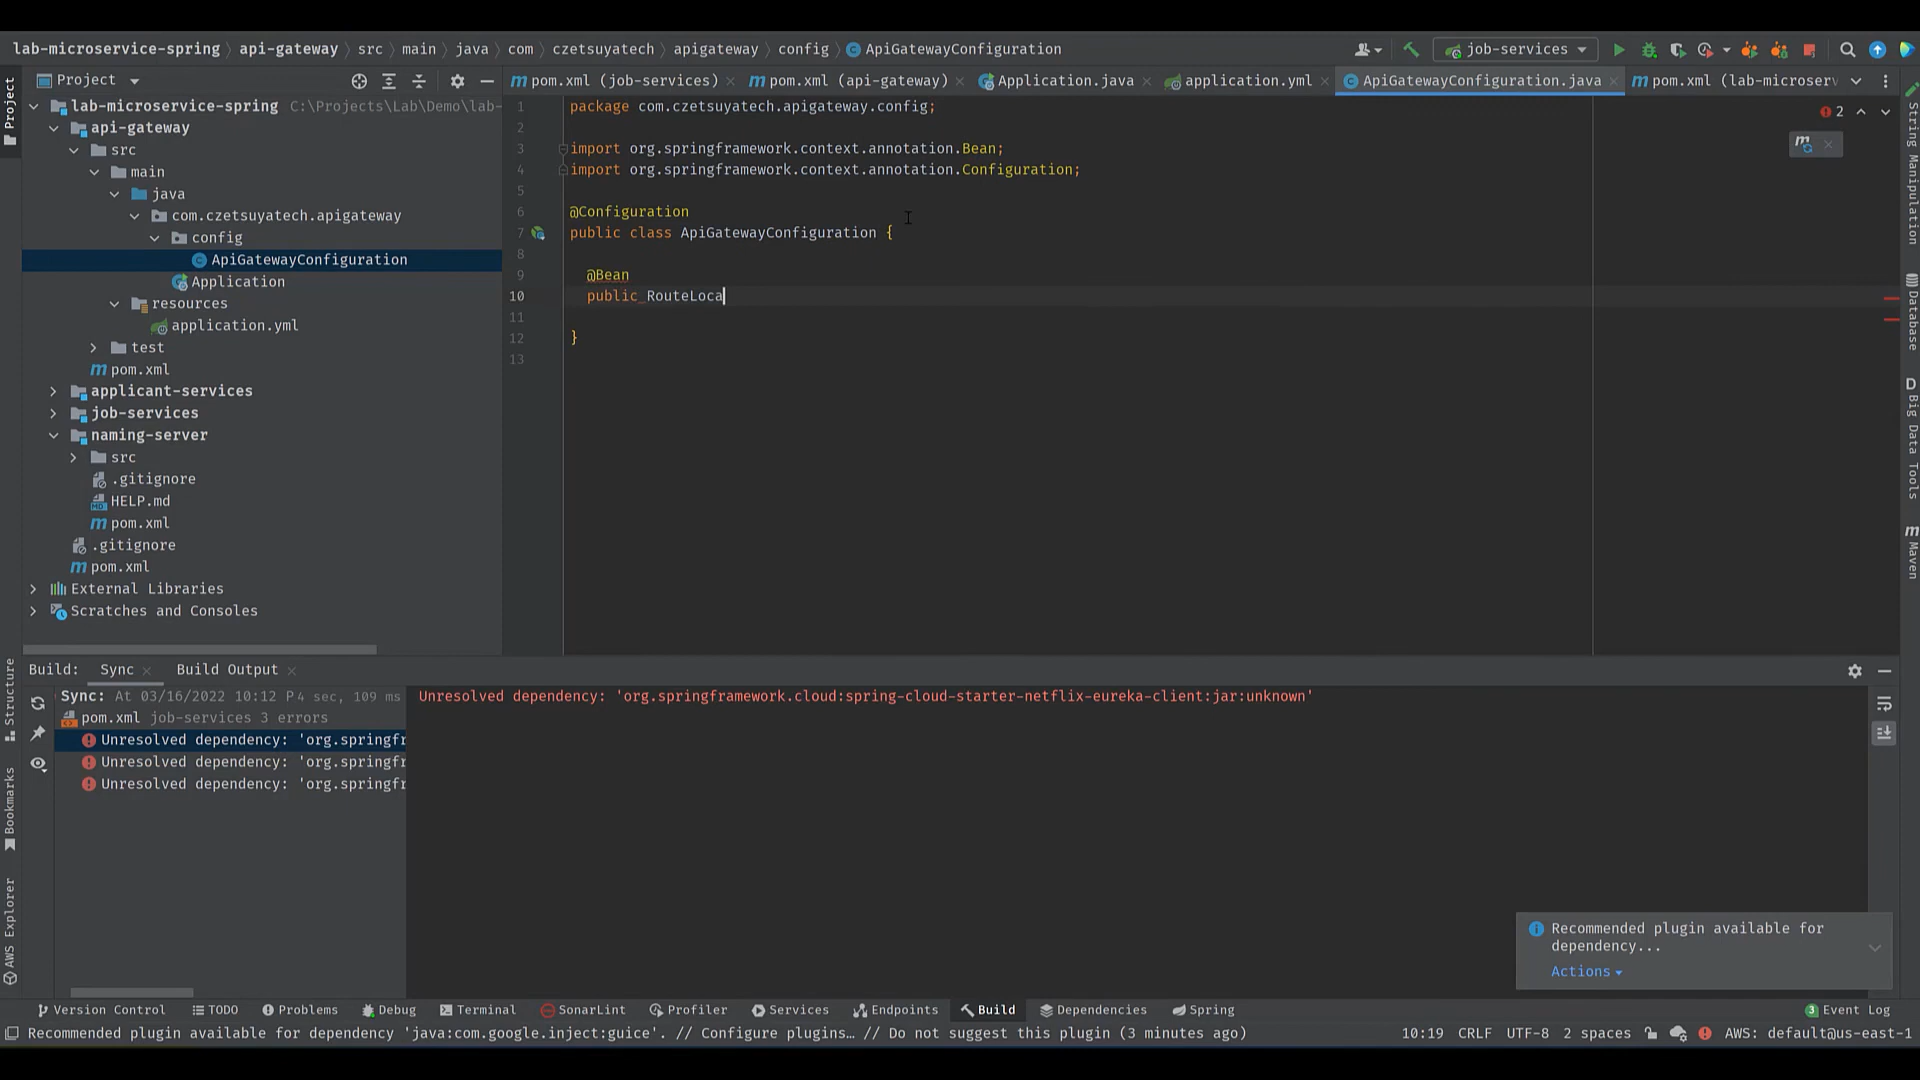 lab-microservice-spring 〉 api-gateway 〉 src 〉 main 〉 java 〉 com 〉 czetsuyatech 〉 apigateway 〉 config 〉 ApiGatewayConfiguration
job-services
Project
pom.xml (job-services)
pom.xml (api-gateway)
Application.java
application.yml
ApiGatewayConfiguration.java
pom.xml (lab-microserv
Project
lab-microservice-spring C:\Projects\Lab\Demo\lab-
api-gateway
src
main
java
com.czetsuyatech.apigateway
config
ApiGatewayConfiguration
Application
resources
application.yml
test
pom.xml
applicant-services
job-services
naming-server
src
.gitignore
HELP.md
pom.xml
.gitignore
pom.xml
External Libraries
Scratches and Consoles
1 package com.czetsuyatech.apigateway.config;
2
3 import org.springframework.context.annotation.Bean;
4 import org.springframework.context.annotation.Configuration;
5
6 @Configuration
7 public class ApiGatewayConfiguration {
8
9 @Bean
10 public RouteLoca
11
12 }
13
2
String Manipulation
Database
D Big Data Tools
Maven
Structure
Bookmarks
AWS Explorer
Build: Sync Build Output
Sync: At 03/16/2022 10:12 P 4 sec, 109 ms
pom.xml job-services 3 errors
Unresolved dependency: 'org.springfr
Unresolved dependency: 'org.springfr
Unresolved dependency: 'org.springfr
Unresolved dependency: 'org.springframework.cloud:spring-cloud-starter-netflix-eureka-client:jar:unknown'
Recommended plugin available for
dependency...
Actions
Version Control TODO Problems Debug Terminal SonarLint Profiler Services Endpoints Build Dependencies Spring 3 Event Log
Recommended plugin available for dependency 'java:com.google.inject:guice'. // Configure plugins... // Do not suggest this plugin (3 minutes ago) 10:19 CRLF UTF-8 2 spaces AWS: default@us-east-1